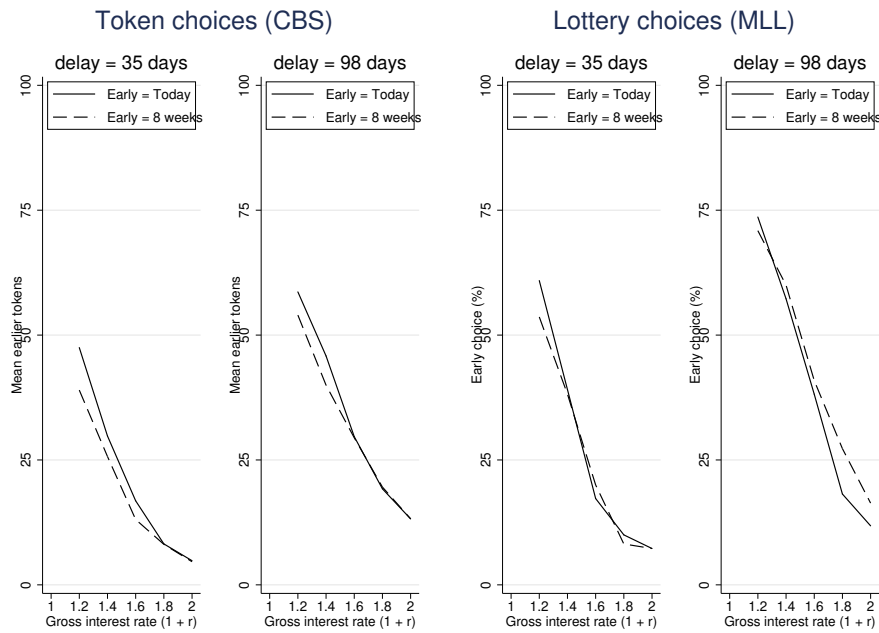 Token choices (CBS)
Lottery choices (MLL)
delay = 35 days
delay = 98 days
delay = 35 days
delay = 98 days
Early = Today
Early = 8 weeks
Early = Today
Early = 8 weeks
Early = Today
Early = 8 weeks
Early = Today
Early = 8 weeks
Mean earlier tokens
100
75
50
25
0
Mean earlier tokens
100
75
50
25
0
Early choice (%)
100
75
50
25
0
Early choice (%)
100
75
50
25
0
1 1.2 1.4 1.6 1.8 2
1 1.2 1.4 1.6 1.8 2
1 1.2 1.4 1.6 1.8 2
1 1.2 1.4 1.6 1.8 2
Gross interest rate (1 + r)
Gross interest rate (1 + r)
Gross interest rate (1 + r)
Gross interest rate (1 + r)